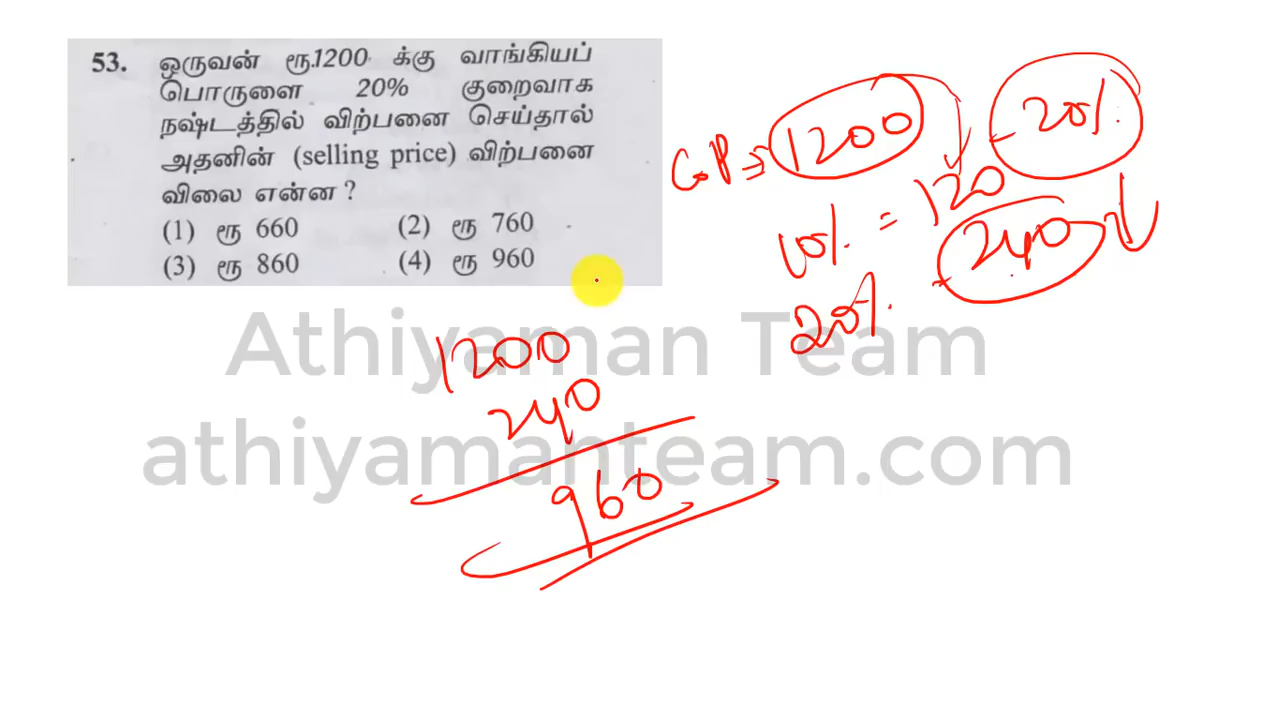 53. ஒருவன் ரூ.1200 க்கு வாங்கியப்
பொருளை 20% குறைவாக
நஷ்டத்தில் விற்பனை செய்தால்
அதனின் (selling price) விற்பனை
விலை என்ன ?
(1) ரூ 660 (2) ரூ 760
(3) ரூ 860 (4) ரூ 960
1200 20%
10% = 120
20% 240
Athiyaman Team
1200
240
athiyamanteam.com
960